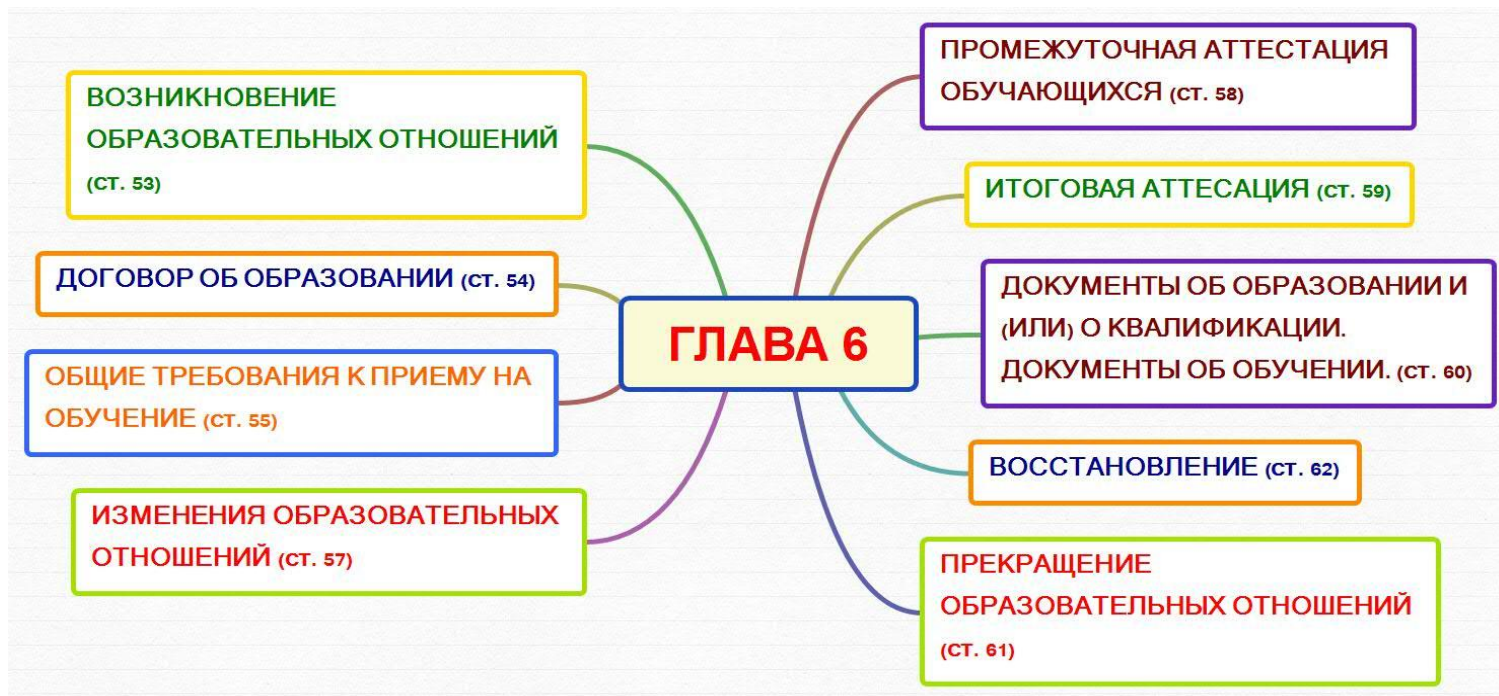 ВОЗНИКНОВЕНИЕ
ОБРАЗОВАТЕЛЬНЫХ ОТНОШЕНИЙ
(СТ. 53)
ДОГОВОР ОБ ОБРАЗОВАНИИ (СТ. 54)
ОБЩИЕ ТРЕБОВАНИЯ К ПРИЕМУ НА
ОБУЧЕНИЕ (СТ. 55)
ИЗМЕНЕНИЯ ОБРАЗОВАТЕЛЬНЫХ
ОТНОШЕНИЙ (СТ. 57)
ГЛАВА 6
ПРОМЕЖУТОЧНАЯ АТТЕСТАЦИЯ
ОБУЧАЮЩИХСЯ (СТ. 58)
ИТОГОВАЯ АТТЕСАЦИЯ (СТ. 59)
ДОКУМЕНТЫ ОБ ОБРАЗОВАНИИ И
(ИЛИ) О КВАЛИФИКАЦИИ.
ДОКУМЕНТЫ ОБ ОБУЧЕНИИ. (СТ. 60)
ВОССТАНОВЛЕНИЕ (СТ. 62)
ПРЕКРАЩЕНИЕ
ОБРАЗОВАТЕЛЬНЫХ ОТНОШЕНИЙ
(СТ. 61)